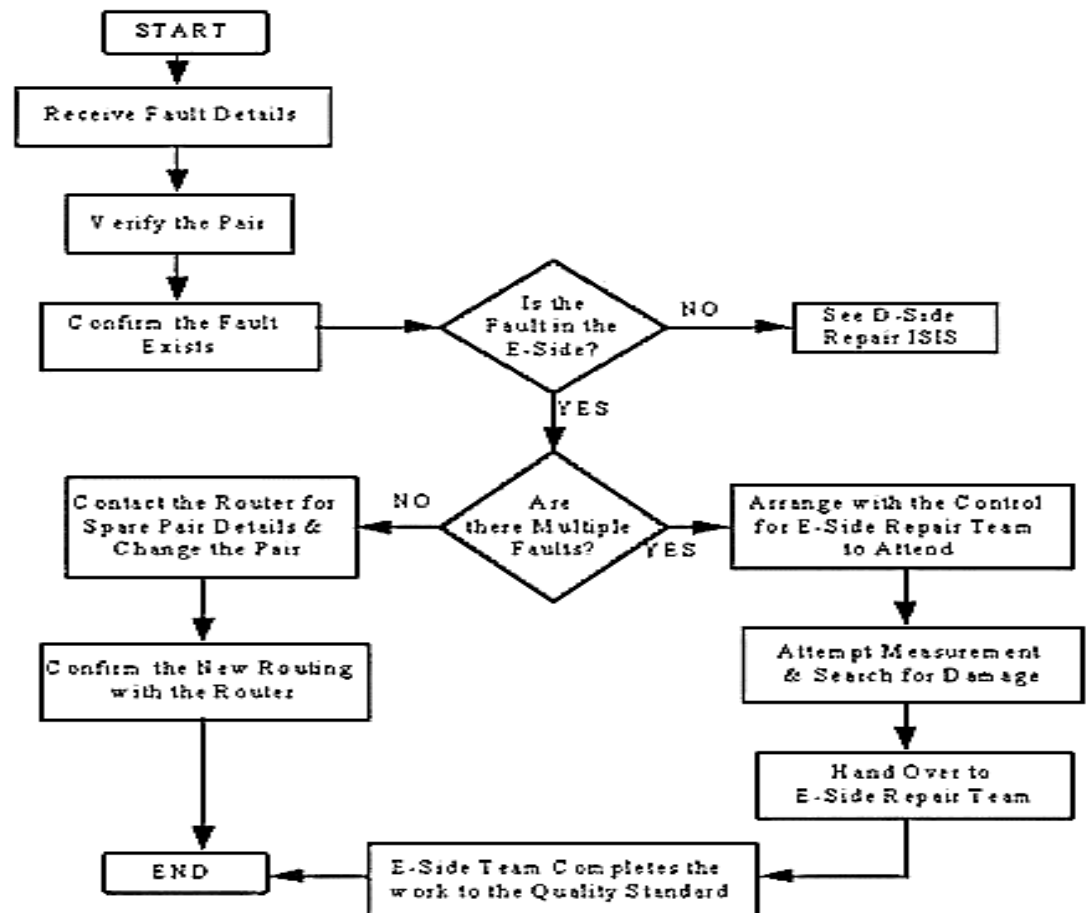 START
Receive Fault Details
Verify the Pair
Confirm the Fault
Exists
Is the
Fault in the
E-Side?
NO
See D-Side
Repair ISIS
YES
Are
there Multiple
Faults?
NO
Contact the Router for
Spare Pair Details &
Change the Pair
Confirm the New Routing
with the Router
YES
Arrange with the Control
for E-Side Repair Team
to Attend
Attempt Measurement
& Search for Damage
Hand Over to
E-Side Repair Team
E-Side Team Completes the
work to the Quality Standard
END